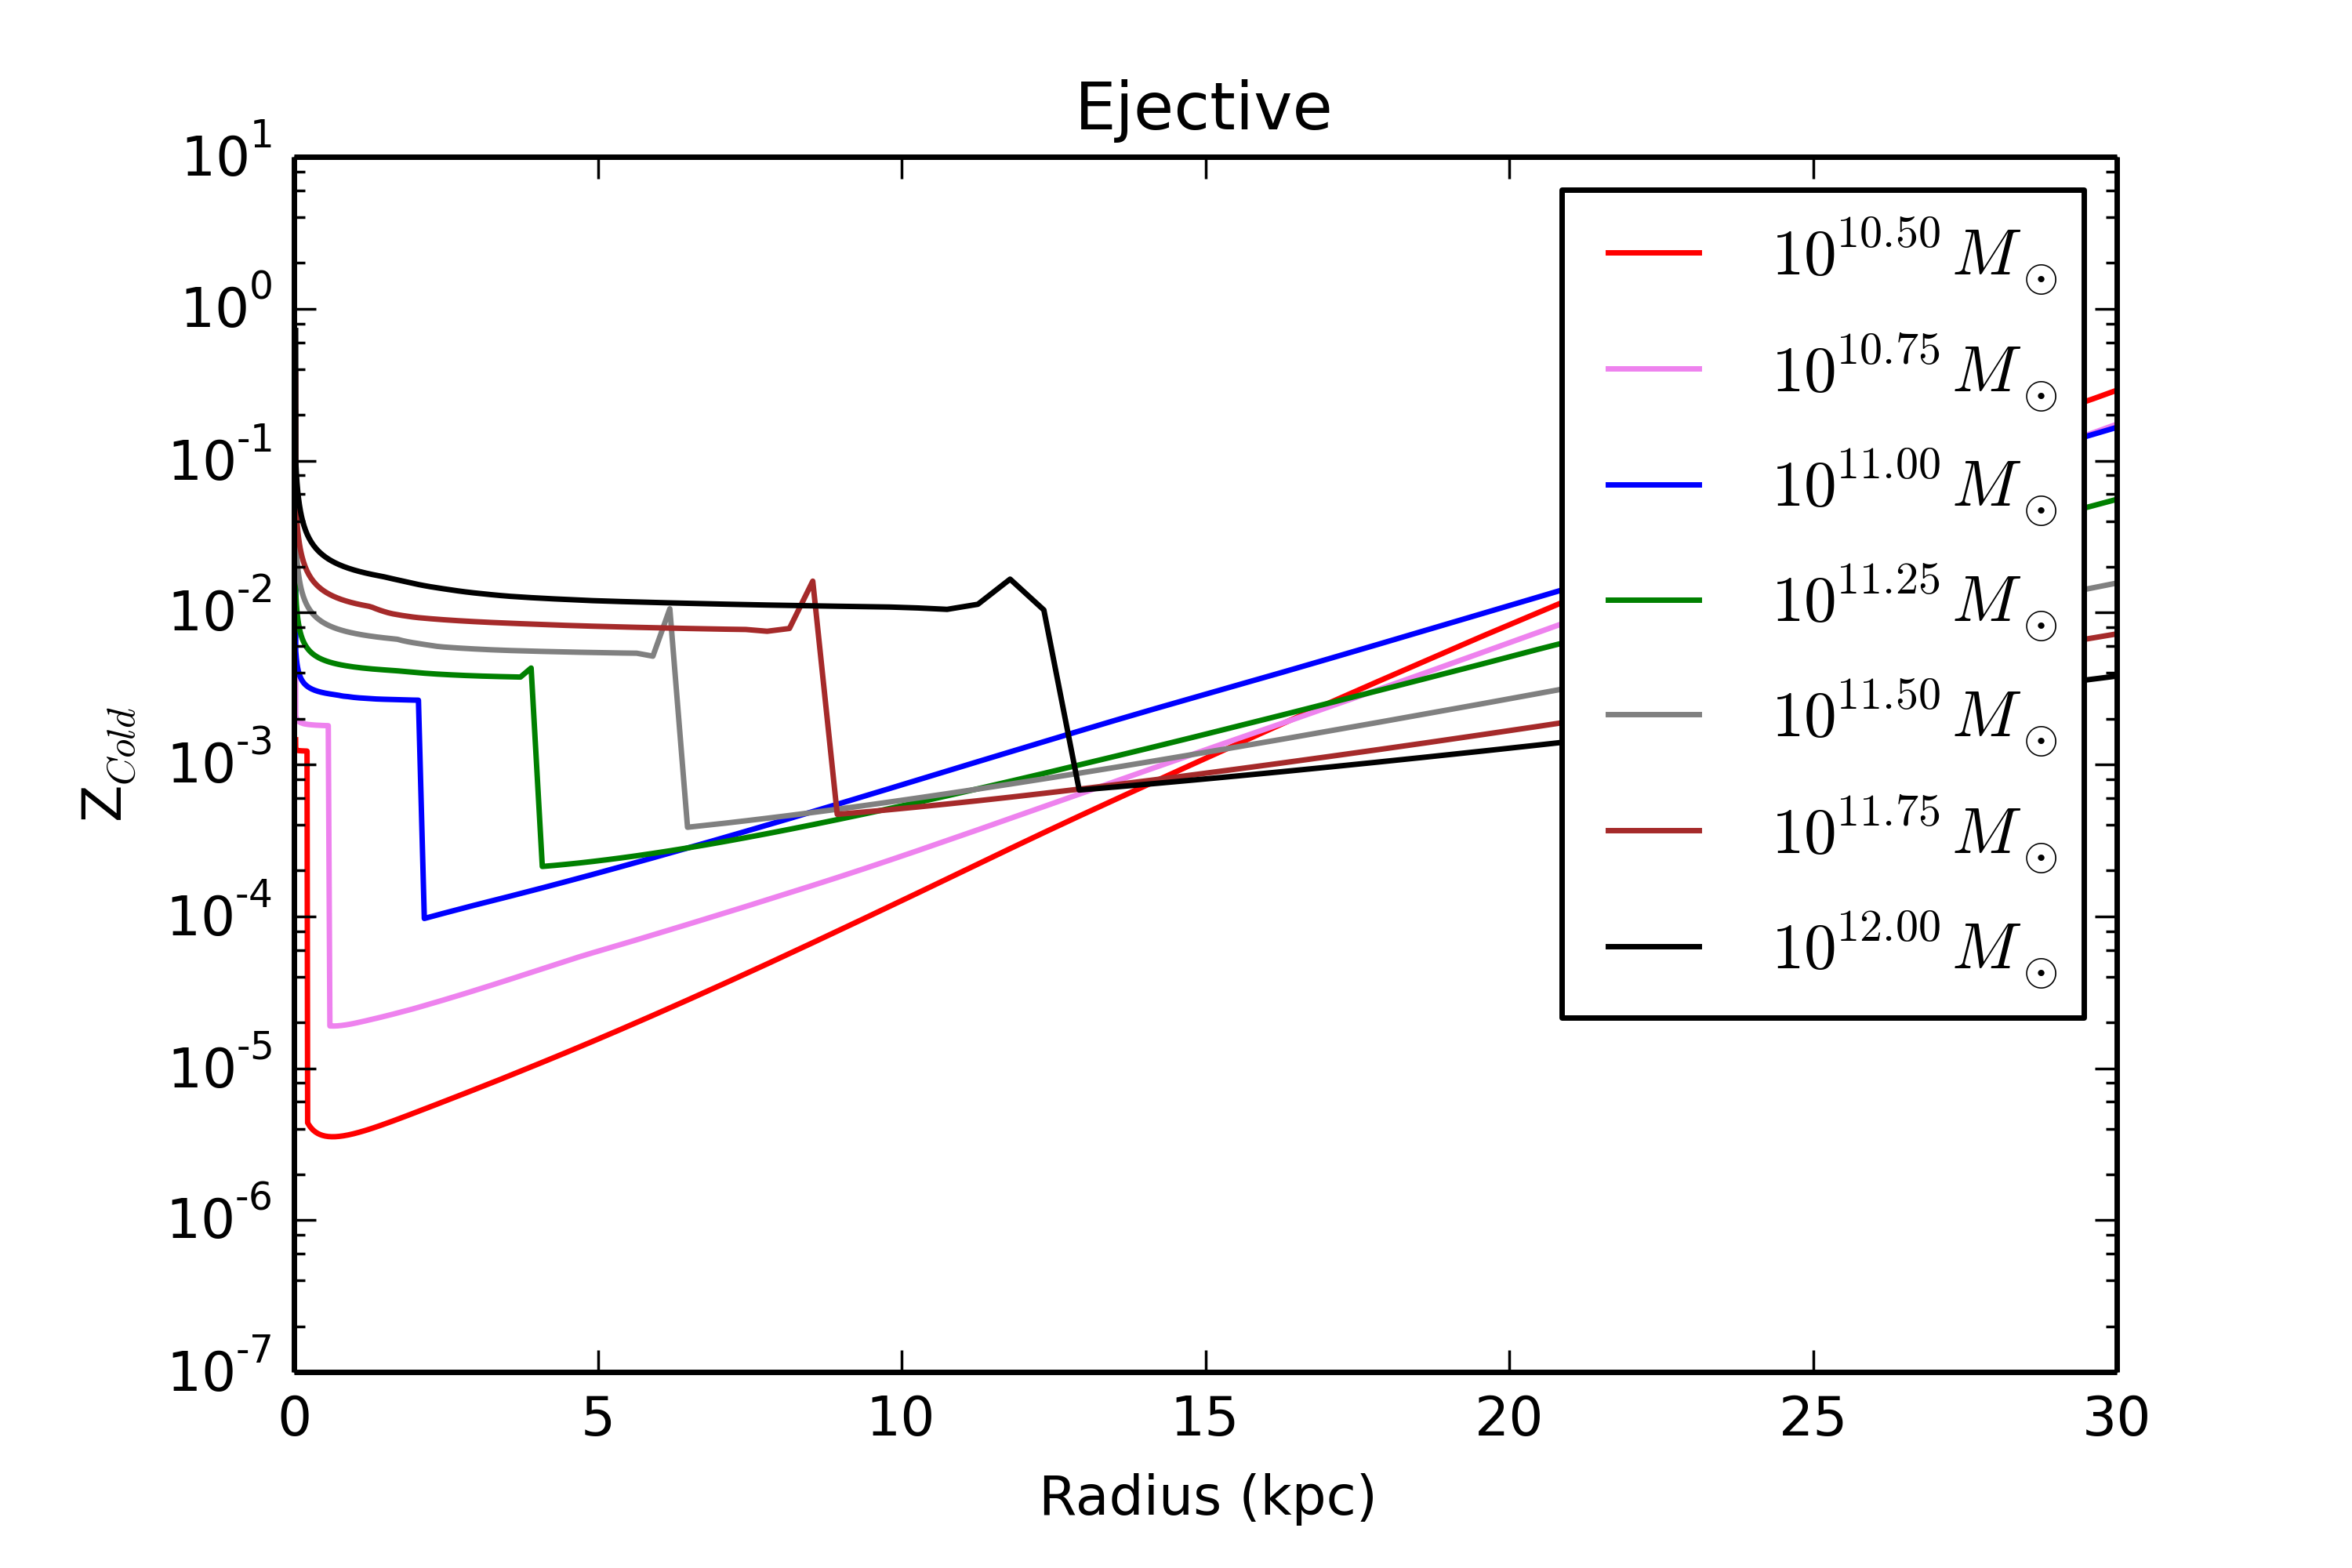 Ejective
10^1
10^0
10^-1
10^-2
10^-3
10^-4
10^-5
10^-6
10^-7
Z_Cold
10^10.50 M_⊙
10^10.75 M_⊙
10^11.00 M_⊙
10^11.25 M_⊙
10^11.50 M_⊙
10^11.75 M_⊙
10^12.00 M_⊙
0 5 10 15 20 25 30
Radius (kpc)